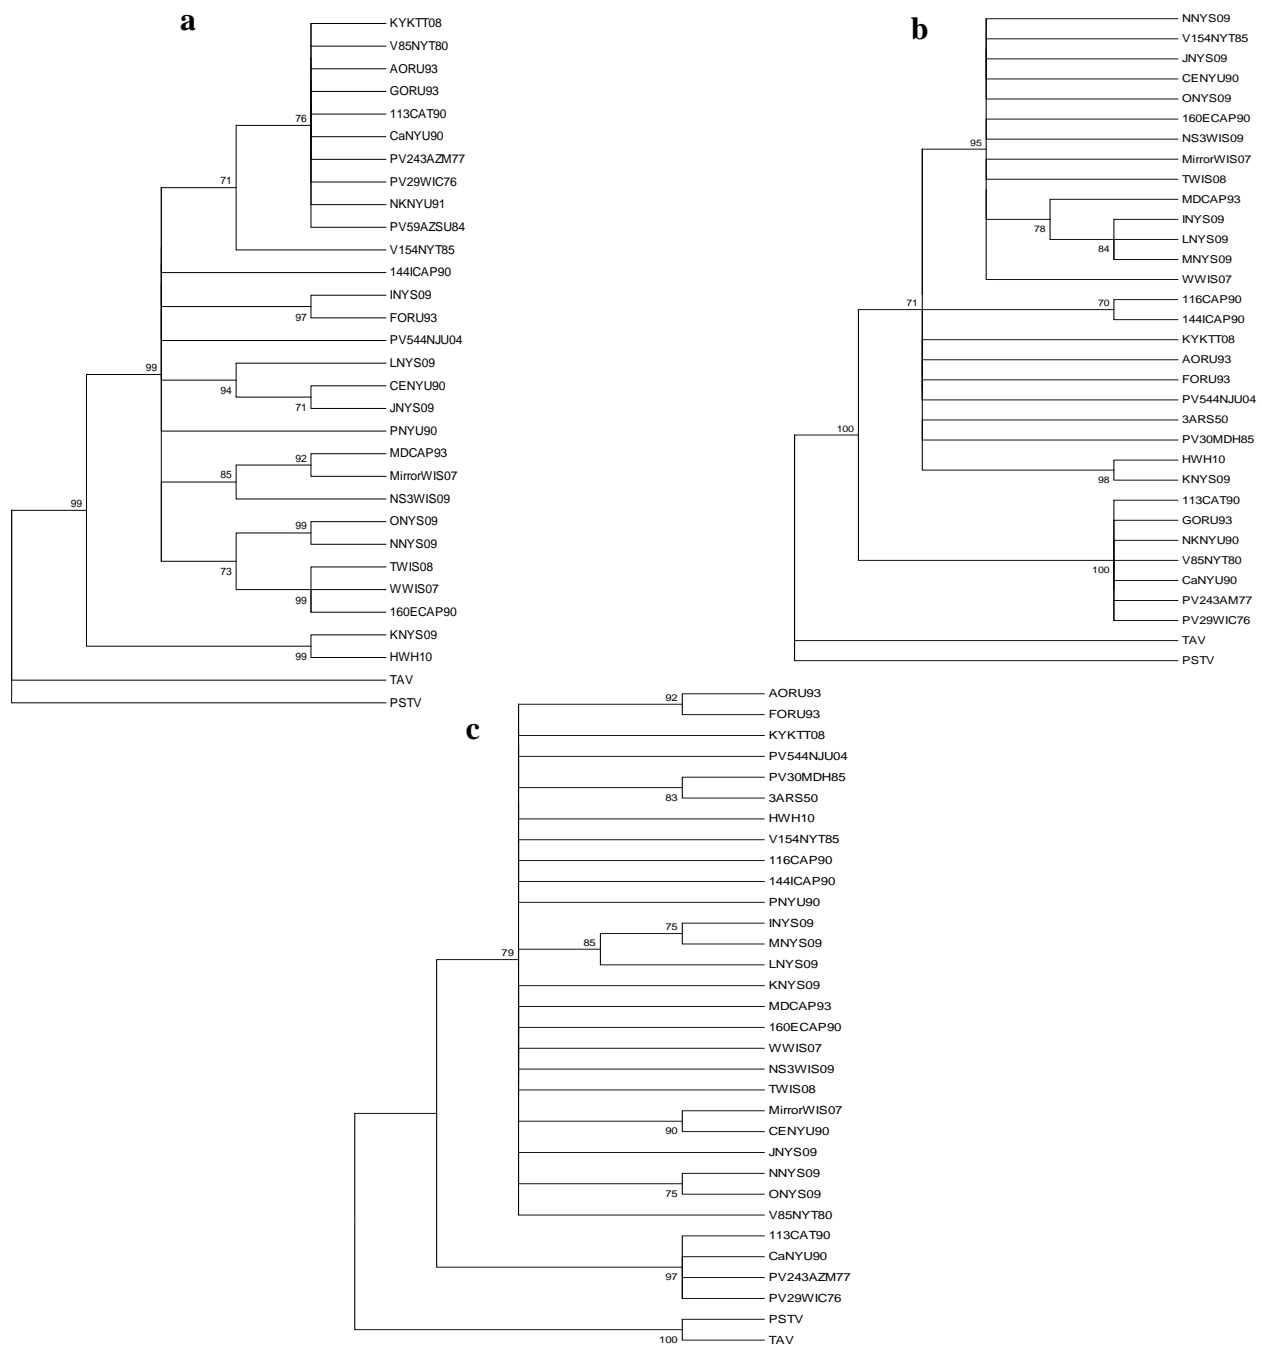 a
KYKTT08
V85NYT80
AORU93
GORU93
113CAT90
76
CaNYU90
PV243AZM77
PV29WIC76
71
NKNYU91
PV59AZSU84
V154NYT85
144ICAP90
INYS09
97
FORU93
PV544NJU04
LNYS09
99
94
CENYU90
71
JNYS09
PNYU90
MDCAP93
92
85
MirrorWIS07
NS3WIS09
99
ONYS09
99
NNYS09
TWIS08
73
WWIS07
99
160ECAP90
KNYS09
99
HWH10
TAV
PSTV
b
NNYS09
V154NYT85
JNYS09
CENYU90
ONYS09
160ECAP90
95
NS3WIS09
MirrorWIS07
TWIS08
MDCAP93
78
INYS09
LNYS09
84
MNYS09
WWIS07
71
70
116CAP90
144ICAP90
KYKTT08
AORU93
FORU93
PV544NJU04
3ARS50
100
PV30MDH85
HWH10
98
KNYS09
113CAT90
GORU93
NKNYU90
V85NYT80
100
CaNYU90
PV243AM77
PV29WIC76
TAV
PSTV
c
92
AORU93
FORU93
KYKTT08
PV544NJU04
PV30MDH85
83
3ARS50
HWH10
V154NYT85
116CAP90
144ICAP90
PNYU90
75
INYS09
85
MNYS09
79
LNYS09
KNYS09
MDCAP93
160ECAP90
WWIS07
NS3WIS09
TWIS08
MirrorWIS07
90
CENYU90
JNYS09
NNYS09
75
ONYS09
V85NYT80
113CAT90
CaNYU90
97
PV243AZM77
PV29WIC76
PSTV
100
TAV